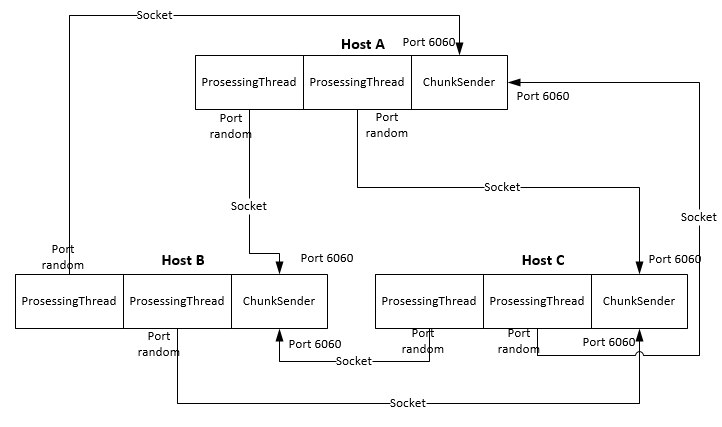 Socket
Host A
Port 6060
ProsessingThread
ProsessingThread
ChunkSender
Port 6060
Port
random
Port
random
Socket
Socket
Socket
Port
random
Host B
Port 6060
Host C
Port 6060
ProsessingThread
ProsessingThread
ChunkSender
ProsessingThread
ProsessingThread
ChunkSender
Port
random
Port 6060
Socket
Port
random
Port
random
Port 6060
Socket